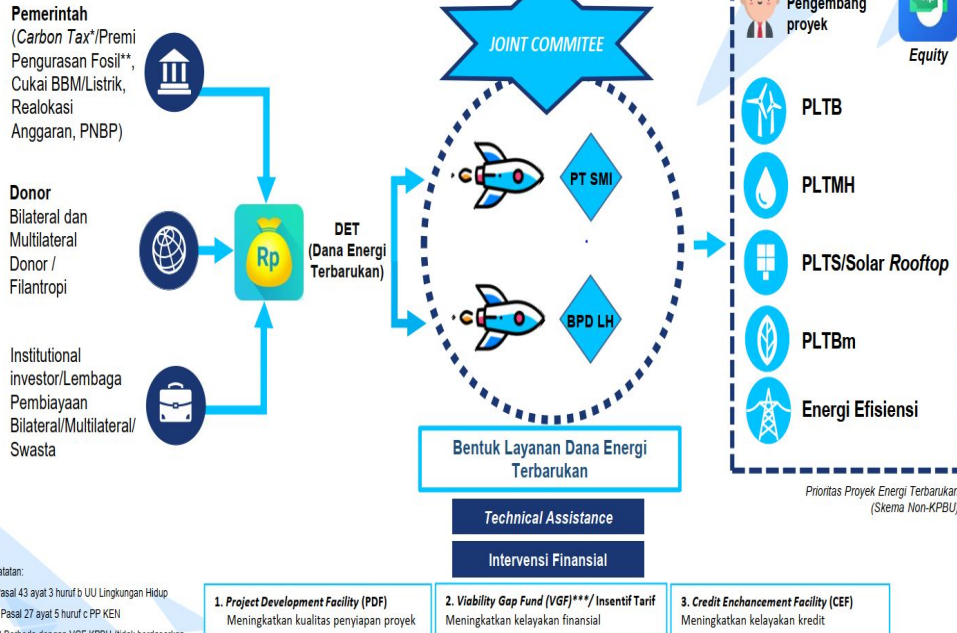 Pemerintah
(Carbon Tax*/Premi
Pengurasan Fosil**,
Cukai BBM/Listrik,
Realokasi
Anggaran, PNBP)
Donor
Bilateral dan
Multilateral
Donor /
Filantropi
Institutional
investor/Lembaga
Pembiayaan
Bilateral/Multilateral/
Swasta
Rp
DET
(Dana Energi
Terbarukan)
JOINT COMMITEE
PT SMI
BPD LH
Bentuk Layanan Dana Energi
Terbarukan
Technical Assistance
Intervensi Finansial
Pengembang
proyek
Equity
PLTB
PLTMH
PLTS/Solar Rooftop
PLTBm
Energi Efisiensi
Prioritas Proyek Energi Terbarukan
(Skema Non-KPBU)
atatan:
asal 43 ayat 3 huruf b UU Lingkungan Hidup
Pasal 27 ayat 5 huruf c PP KEN
1. Project Development Facility (PDF)
Meningkatkan kualitas penyiapan proyek
2. Viability Gap Fund (VGF)***/ Insentif Tarif
Meningkatkan kelayakan finansial
3. Credit Enchancement Facility (CEF)
Meningkatkan kelayakan kredit